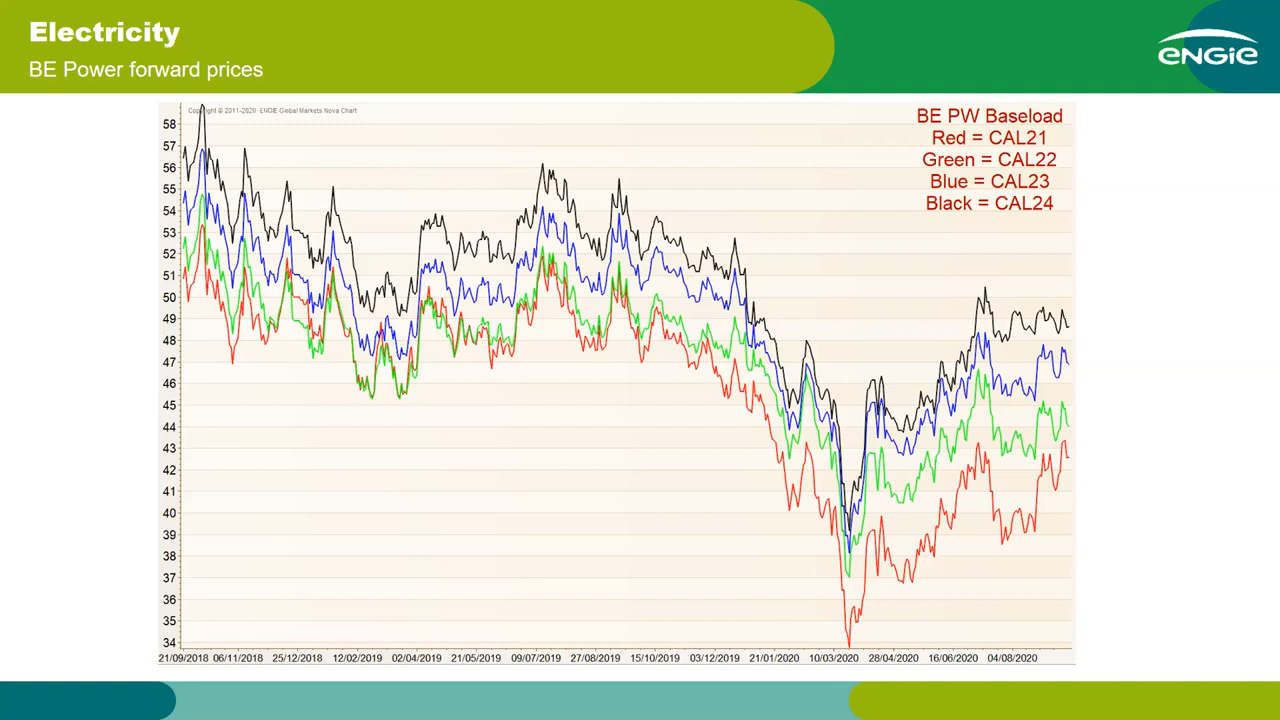 Electricity
BE Power forward prices
ENGIE
Copyright © 2011-2020 ENGIE Global Markets Nova Chart
BE PW Baseload
Red = CAL21
Green = CAL22
Blue = CAL23
Black = CAL24
58
57
56
55
54
53
52
51
50
49
48
47
46
45
44
43
42
41
40
39
38
37
36
35
34
21/09/2018 06/11/2018 25/12/2018 12/02/2019 02/04/2019 21/05/2019 09/07/2019 27/08/2019 15/10/2019 03/12/2019 21/01/2020 10/03/2020 28/04/2020 16/06/2020 04/08/2020